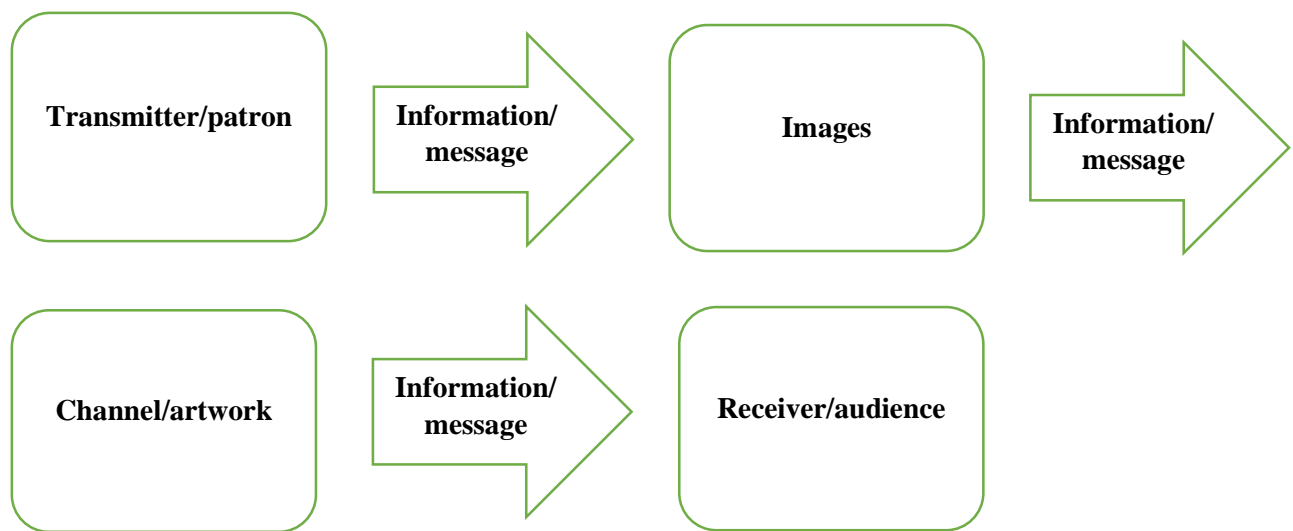 Transmitter/patron
Information/
message
Images
Information/
message
Channel/artwork
Information/
message
Receiver/audience